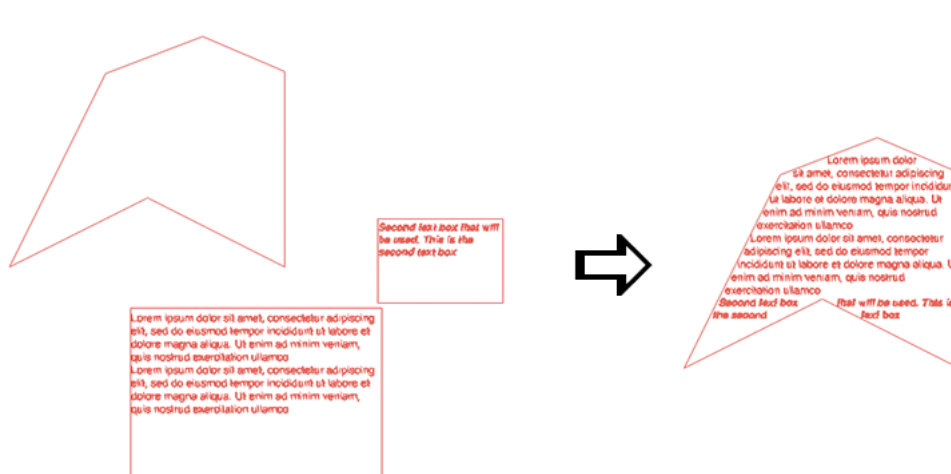 Second text box that will
be used. This is the
second text box
Lorem ipsum dolor sit amet, consectetur adipiscing
elit, sed do eiusmod tempor incididunt ut labore et
dolore magna aliqua. Ut enim ad minim veniam,
quis nostrud exercitation ullamco
Lorem ipsum dolor sit amet, consectetur adipiscing
elit, sed do eiusmod tempor incididunt ut labore et
dolore magna aliqua. Ut enim ad minim veniam,
quis nostrud exercitation ullamco
Lorem ipsum dolor
sit amet, consectetur adipiscing
elit, sed do eiusmod tempor incididun
ut labore et dolore magna aliqua. Ut
enim ad minim veniam, quis nostrud
exercitation ullamco
Lorem ipsum dolor sit amet, consectetur
adipiscing elit, sed do eiusmod tempor
incididunt ut labore et dolore magna aliqua. U
enim ad minim veniam, quis nostrud
exercitation ullamco
Second text box that will be used. This i
the second text box